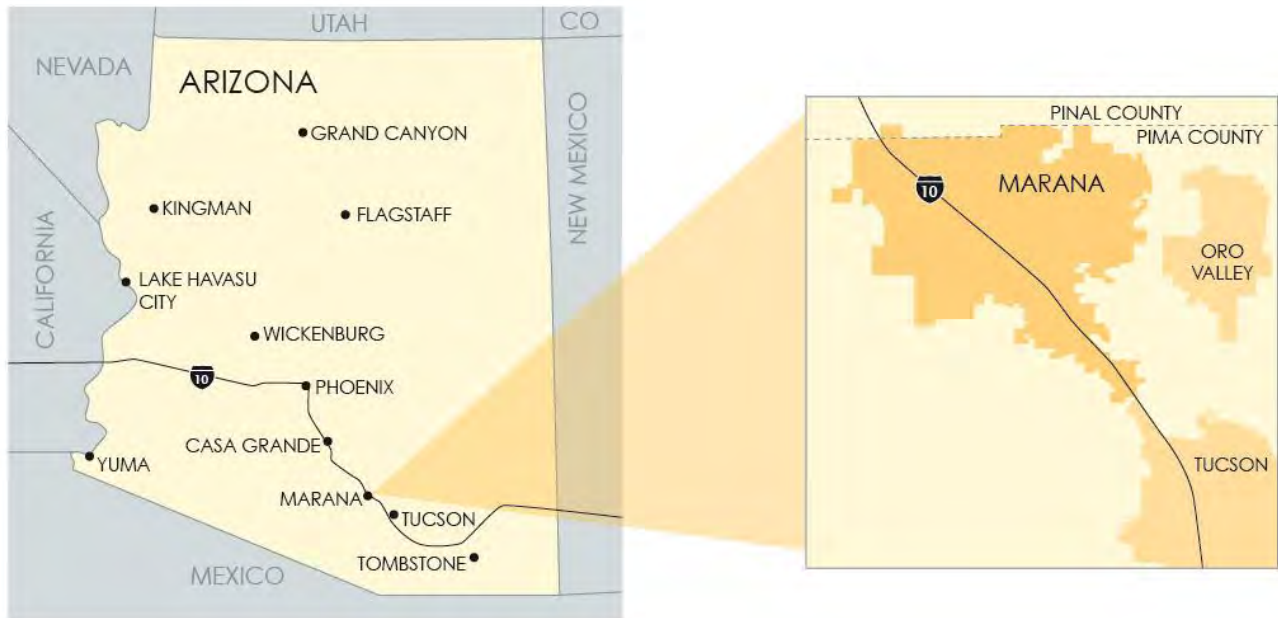 UTAH
CO
NEVADA
ARIZONA
GRAND CANYON
KINGMAN
FLAGSTAFF
NEW MEXICO
CALIFORNIA
LAKE HAVASU
CITY
WICKENBURG
10
PHOENIX
CASA GRANDE
YUMA
MARANA
TUCSON
TOMBSTONE
MEXICO
PINAL COUNTY
PIMA COUNTY
MARANA
10
ORO
VALLEY
TUCSON